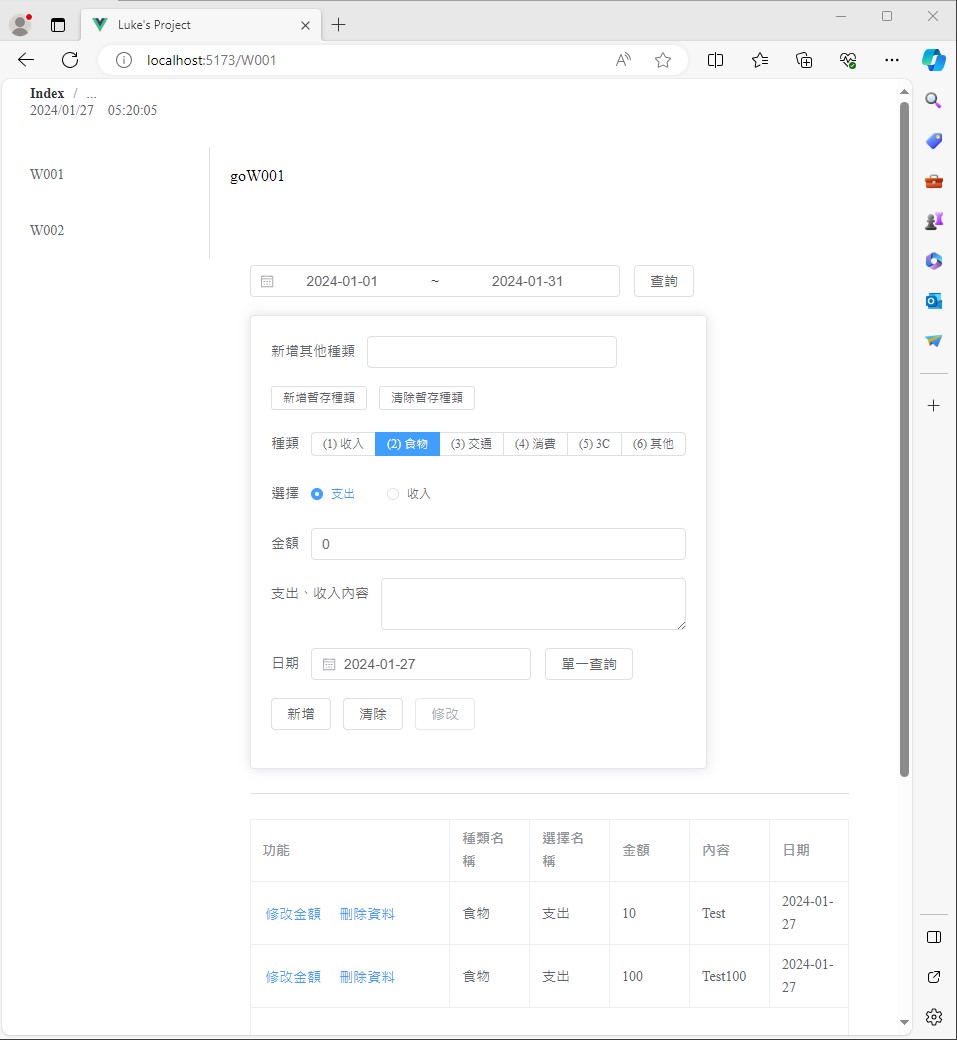 Luke's Project
localhost:5173/W001
Index / ...
2024/01/27 05:20:05
W001
goW001
W002
2024-01-01 ~ 2024-01-31 查詢
新增其他種類
新增暫存種類 清除暫存種類
種類 (1) 收入 (2) 食物 (3) 交通 (4) 消費 (5) 3C (6) 其他
選擇 支出 收入
金額 0
支出、收入內容
日期 2024-01-27 單一查詢
新增 清除 修改
功能 種類名稱 選擇名稱 金額 內容 日期
修改金額 刪除資料 食物 支出 10 Test 2024-01-27
修改金額 刪除資料 食物 支出 100 Test100 2024-01-27